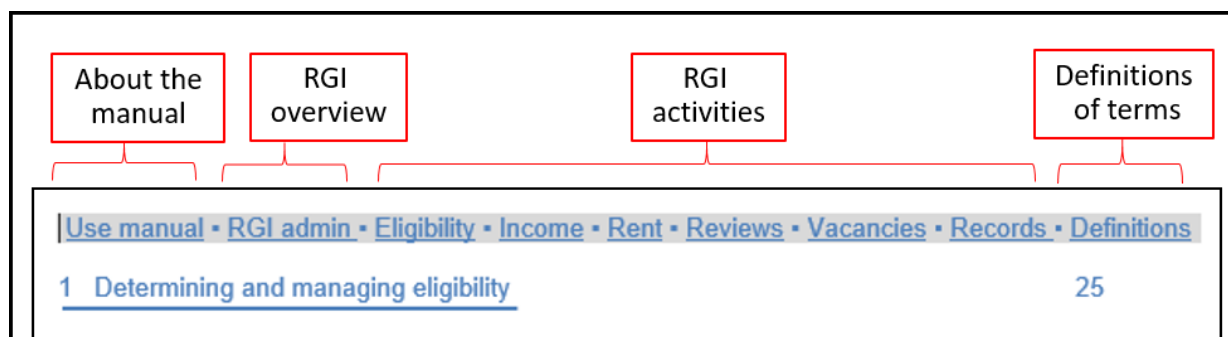 About the
manual
RGI
overview
RGI
activities
Definitions
of terms
Use manual ▪ RGI admin ▪ Eligibility ▪ Income ▪ Rent ▪ Reviews ▪ Vacancies ▪ Records ▪ Definitions
1 Determining and managing eligibility 25